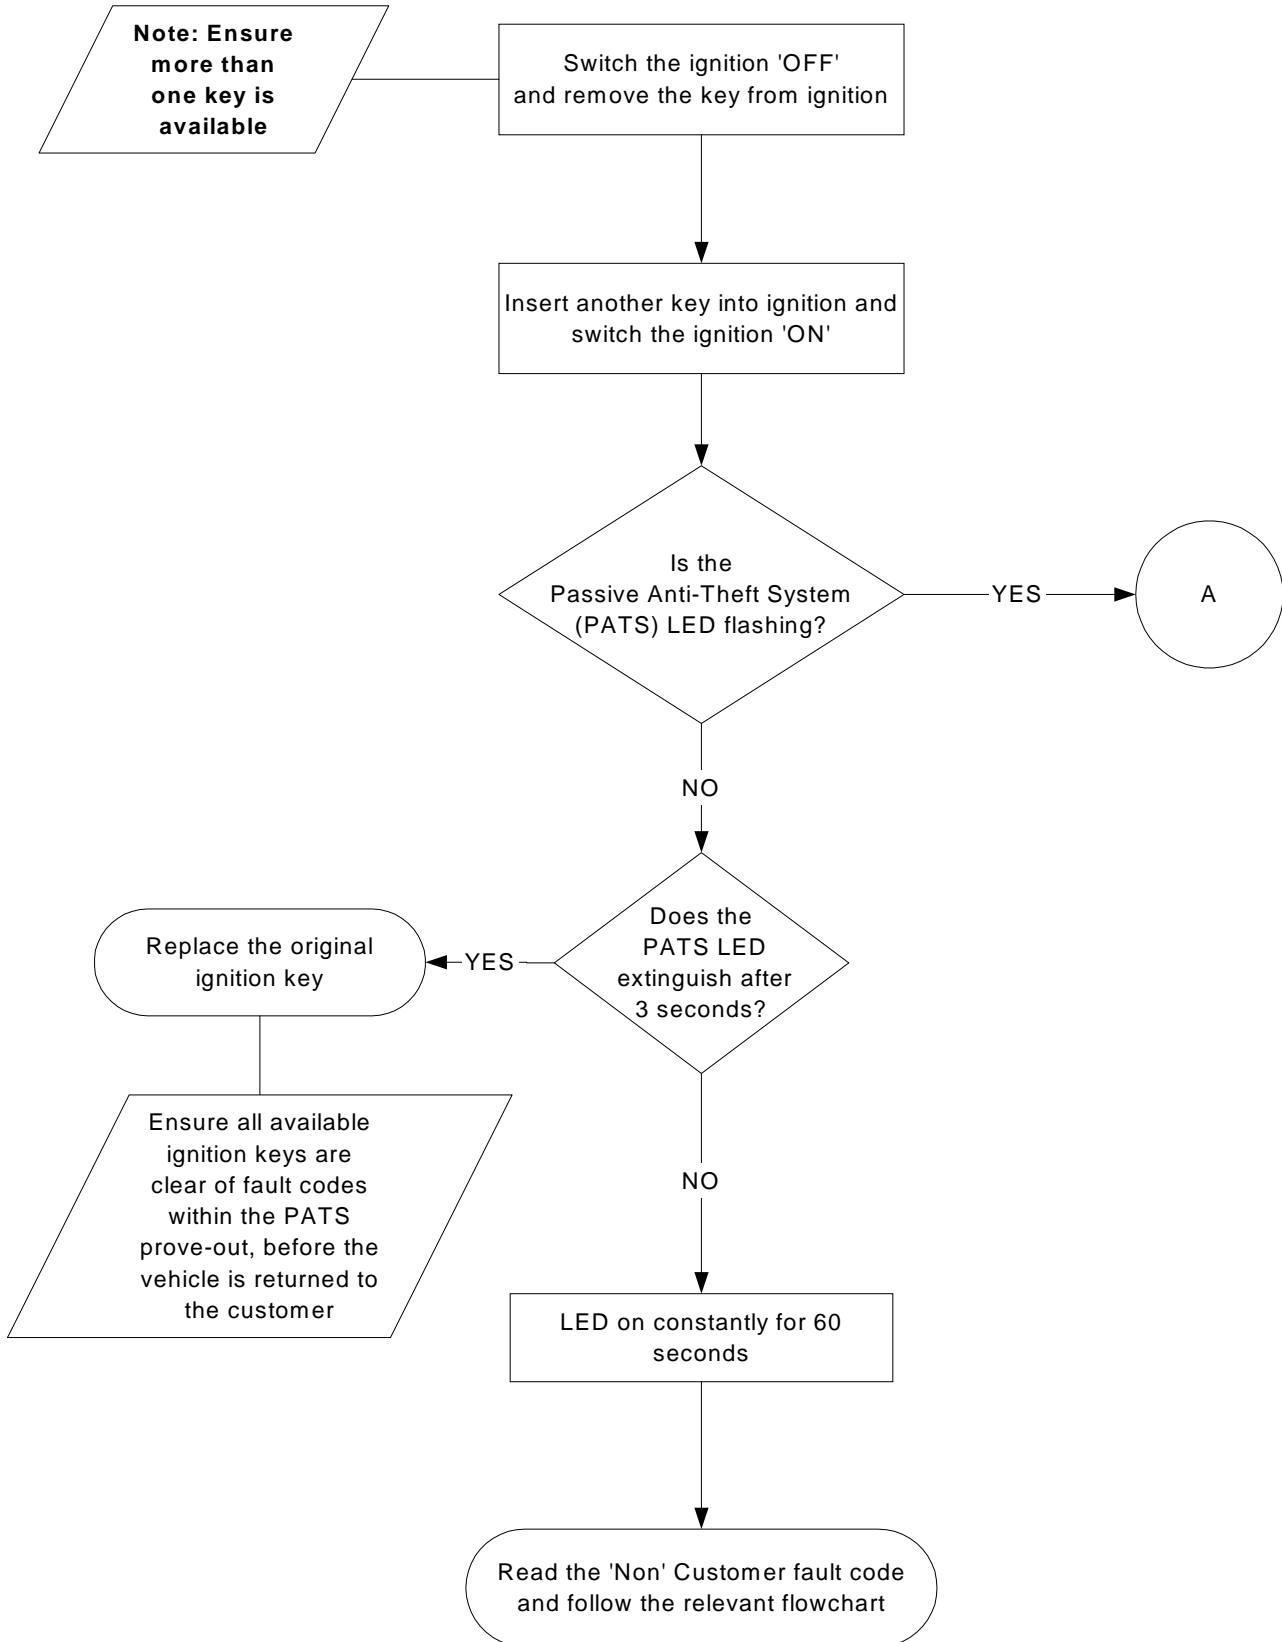 Note: Ensure
more than
one key is
available
Switch the ignition 'OFF'
and remove the key from ignition
Insert another key into ignition and
switch the ignition 'ON'
Is the
Passive Anti-Theft System
(PATS) LED flashing?
YES
A
NO
Does the
PATS LED
extinguish after
3 seconds?
YES
Replace the original
ignition key
Ensure all available
ignition keys are
clear of fault codes
within the PATS
prove-out, before the
vehicle is returned to
the customer
NO
LED on constantly for 60
seconds
Read the 'Non' Customer fault code
and follow the relevant flowchart